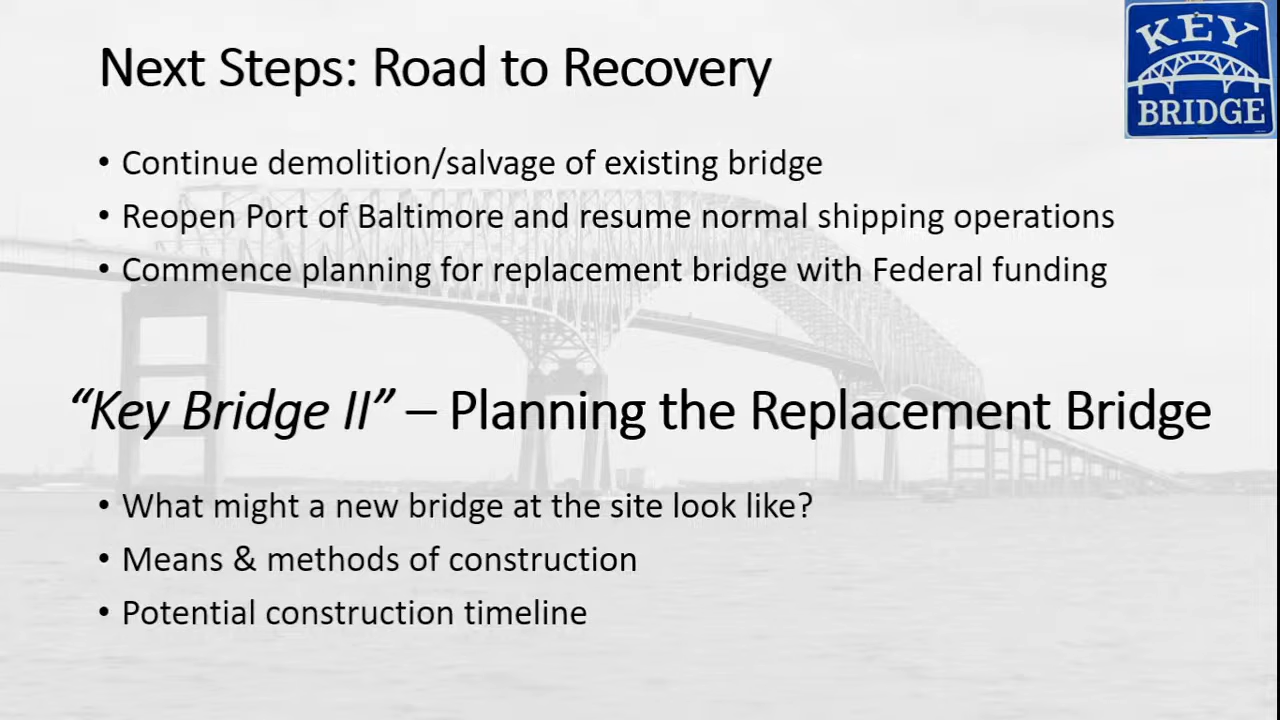 Next Steps: Road to Recovery
KEY
BRIDGE
• Continue demolition/salvage of existing bridge
• Reopen Port of Baltimore and resume normal shipping operations
• Commence planning for replacement bridge with Federal funding
“Key Bridge II” – Planning the Replacement Bridge
• What might a new bridge at the site look like?
• Means & methods of construction
• Potential construction timeline